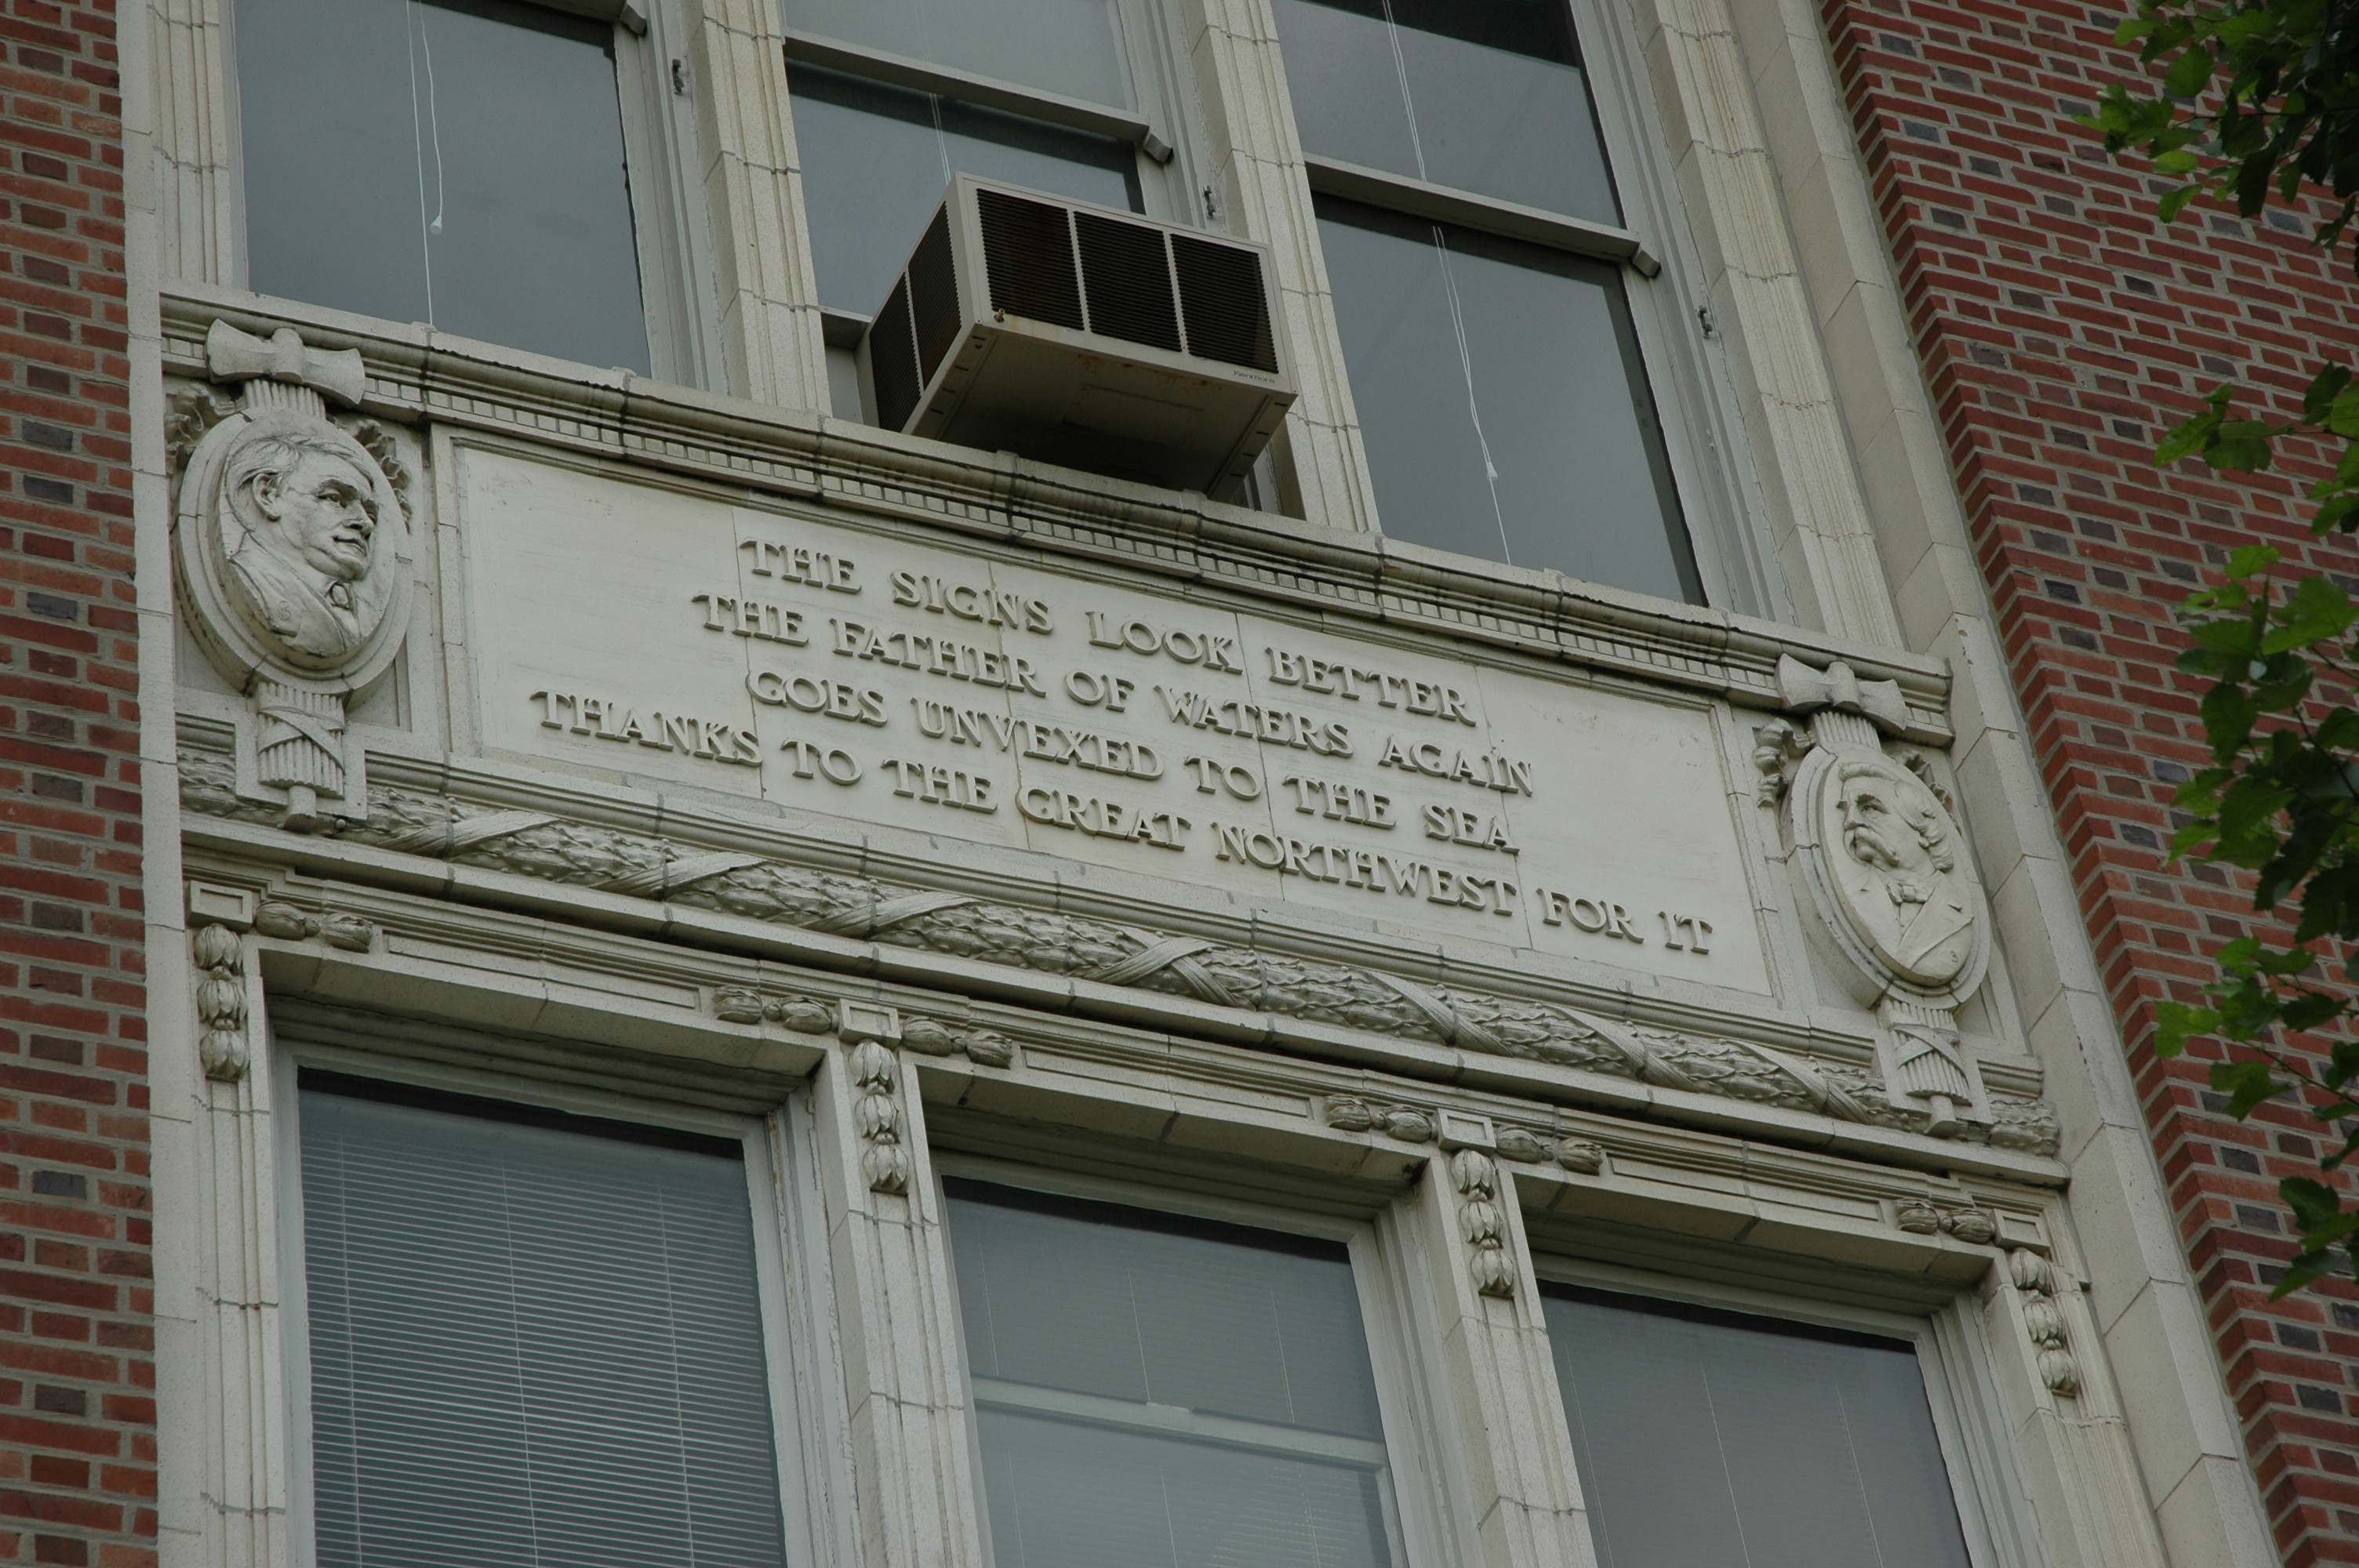 THE SIGNS LOOK BETTER
THE FATHER OF WATERS AGAIN
GOES UNVEXED TO THE SEA
THANKS TO THE GREAT NORTHWEST FOR IT
Kenmore